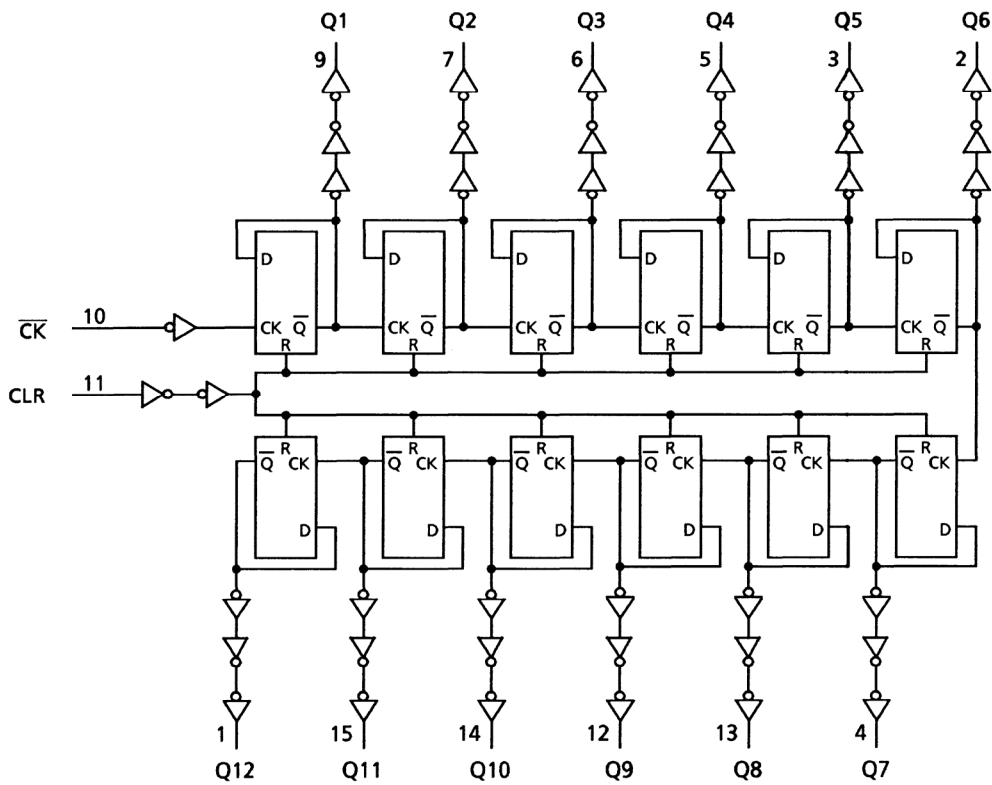 Q1 Q2 Q3 Q4 Q5 Q6
9 7 6 5 3 2
D D D D D D
C̅K̅ 10 CK Q̅ CK Q̅ CK Q̅ CK Q̅ CK Q̅ CK Q̅
R R R R R R
CLR 11
R R R R R R
Q̅ CK Q̅ CK Q̅ CK Q̅ CK Q̅ CK Q̅ CK
D D D D D D
1 15 14 12 13 4
Q12 Q11 Q10 Q9 Q8 Q7